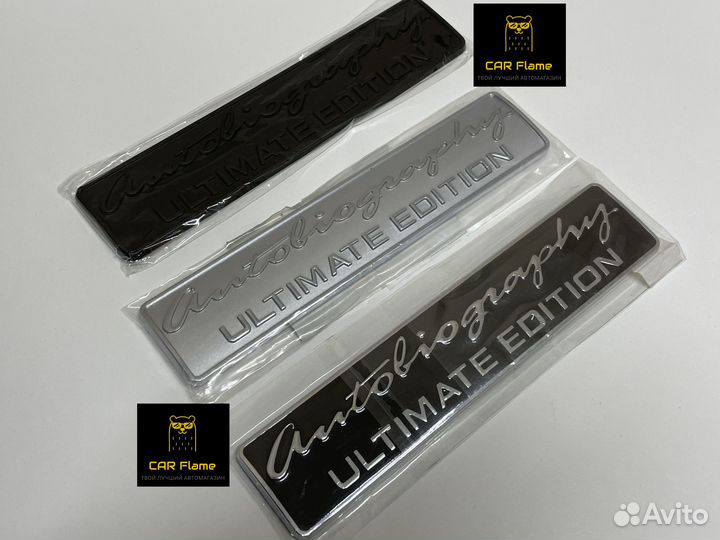 CAR Flame
ТВОЙ ЛУЧШИЙ АВТОМАГАЗИН
Autobiography
ULTIMATE EDITION
Autobiography
ULTIMATE EDITION
Autobiography
ULTIMATE EDITION
CAR Flame
ТВОЙ ЛУЧШИЙ АВТОМАГАЗИН
Avito